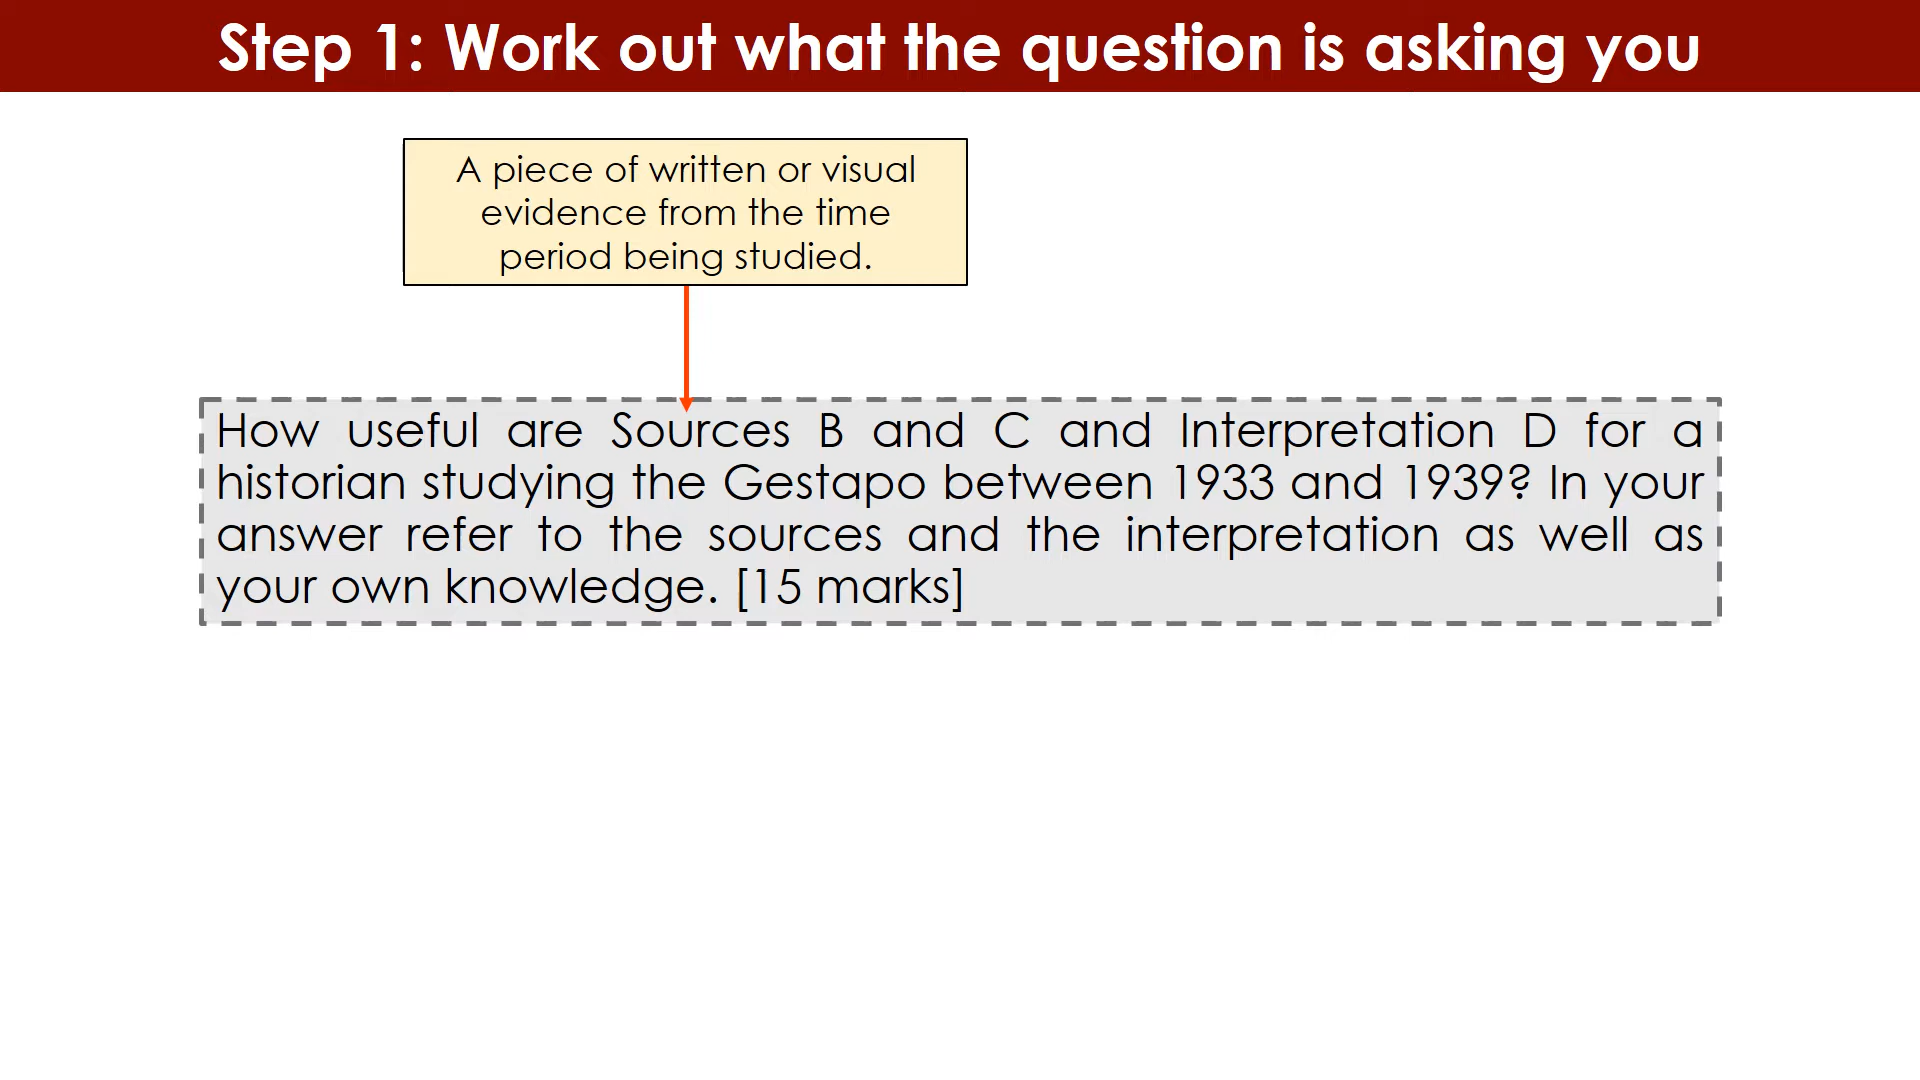 Step 1: Work out what the question is asking you
A piece of written or visual
evidence from the time
period being studied.
How useful are Sources B and C and Interpretation D for a
historian studying the Gestapo between 1933 and 1939? In your
answer refer to the sources and the interpretation as well as
your own knowledge. [15 marks]